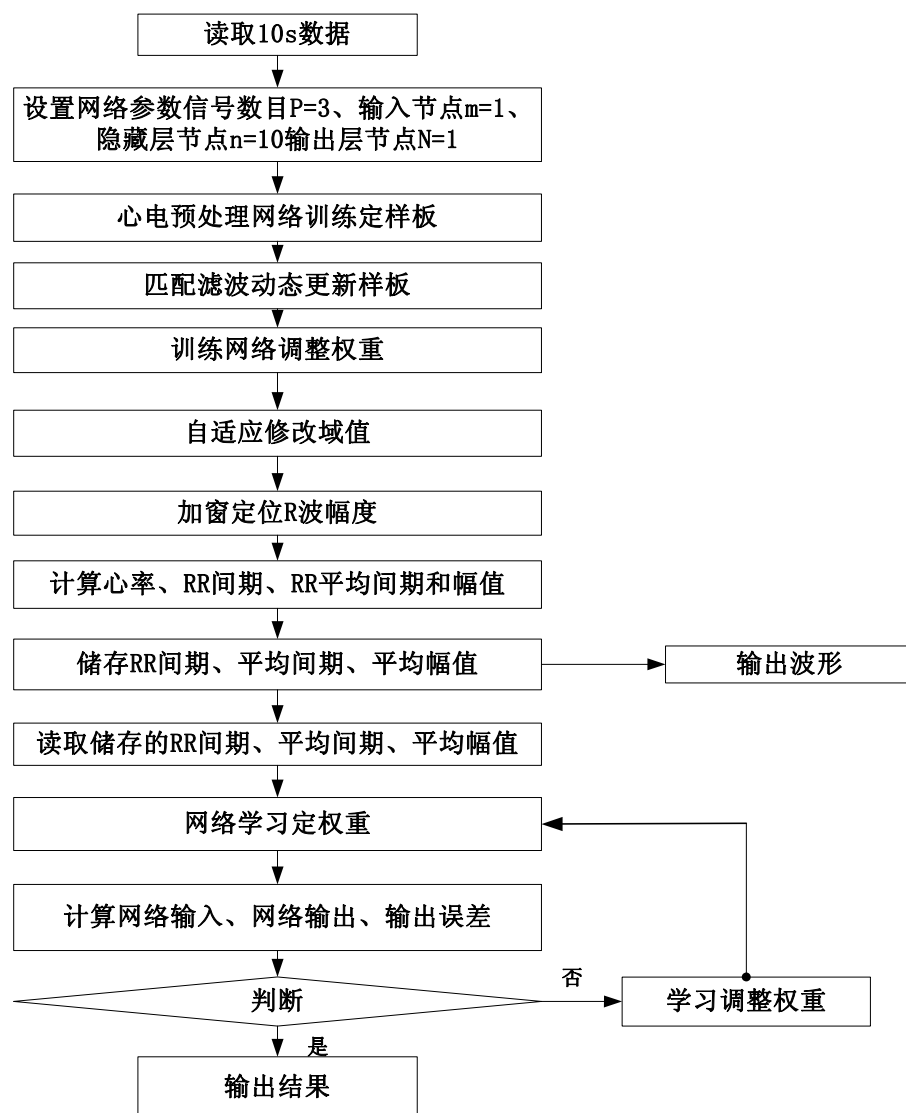 读取10s数据
设置网络参数信号数目P=3、输入节点m=1、
隐藏层节点n=10输出层节点N=1
心电预处理网络训练定样板
匹配滤波动态更新样板
训练网络调整权重
自适应修改域值
加窗定位R波幅度
计算心率、RR间期、RR平均间期和幅值
储存RR间期、平均间期、平均幅值
输出波形
读取储存的RR间期、平均间期、平均幅值
网络学习定权重
计算网络输入、网络输出、输出误差
判断
否
学习调整权重
是
输出结果